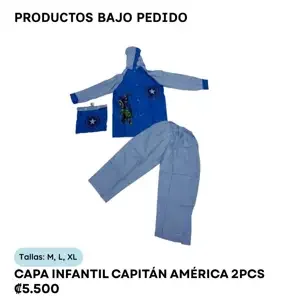 PRODUCTOS BAJO PEDIDO
Tallas: M, L, XL
CAPA INFANTIL CAPITÁN AMÉRICA 2PCS
₡5.500